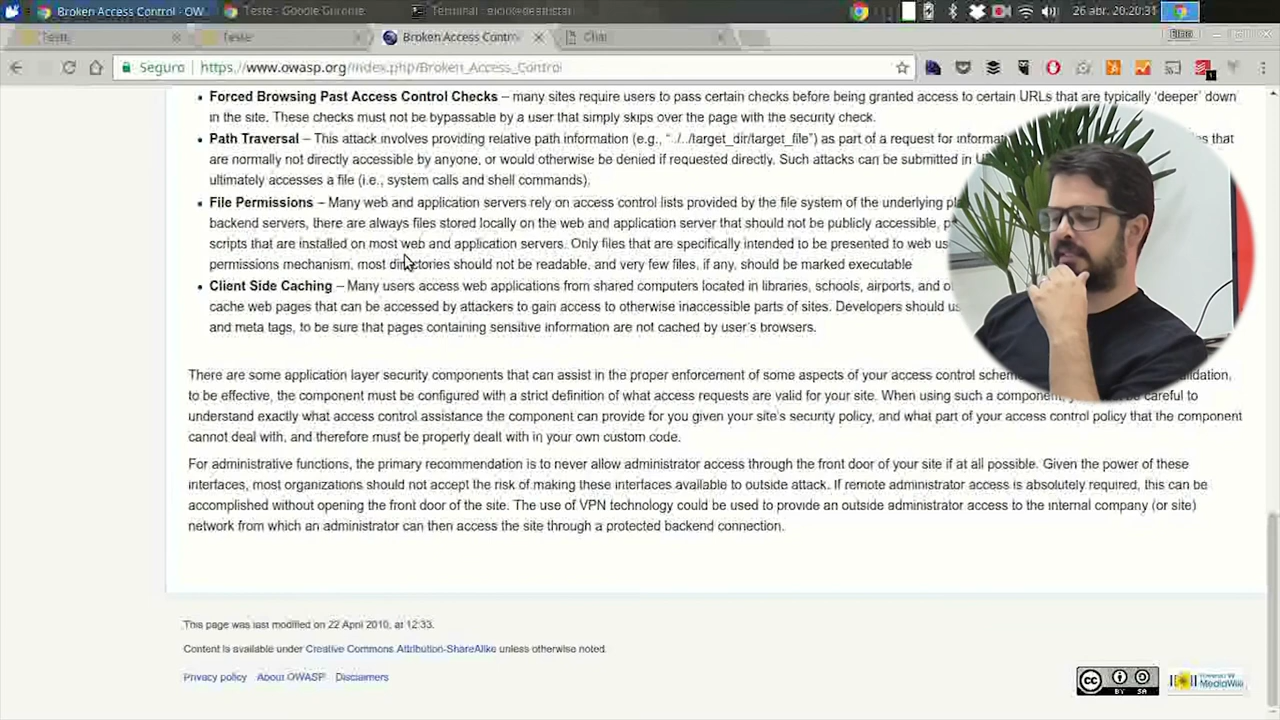 Broken Access Control - OW
Teste - Google Chrome
Terminal
26 abr. 20:20:31
Teste
Broken Access Contro
Chat
Seguro https://www.owasp.org/index.php/Broken_Access_Control
• Forced Browsing Past Access Control Checks – many sites require users to pass certain checks before being granted access to certain URLs that are typically ‘deeper’ down
in the site. These checks must not be bypassable by a user that simply skips over the page with the security check.
• Path Traversal – This attack involves providing relative path information (e.g., “../../target_dir/target_file”) as part of a request for informat that
are normally not directly accessible by anyone, or would otherwise be denied if requested directly. Such attacks can be submitted in U
ultimately accesses a file (i.e., system calls and shell commands).
• File Permissions – Many web and application servers rely on access control lists provided by the file system of the underlying pl
backend servers, there are always files stored locally on the web and application server that should not be publicly accessible, p
scripts that are installed on most web and application servers. Only files that are specifically intended to be presented to web us
permissions mechanism, most directories should not be readable, and very few files, if any, should be marked executable
• Client Side Caching – Many users access web applications from shared computers located in libraries, schools, airports, and o
cache web pages that can be accessed by attackers to gain access to otherwise inaccessible parts of sites. Developers should u
and meta tags, to be sure that pages containing sensitive information are not cached by user’s browsers.
There are some application layer security components that can assist in the proper enforcement of some aspects of your access control schem
to be effective, the component must be configured with a strict definition of what access requests are valid for your site. When using such a component, careful to
understand exactly what access control assistance the component can provide for you given your site’s security policy, and what part of your access control policy that the component
cannot deal with, and therefore must be properly dealt with in your own custom code.
For administrative functions, the primary recommendation is to never allow administrator access through the front door of your site if at all possible. Given the power of these
interfaces, most organizations should not accept the risk of making these interfaces available to outside attack. If remote administrator access is absolutely required, this can be
accomplished without opening the front door of the site. The use of VPN technology could be used to provide an outside administrator access to the internal company (or site)
network from which an administrator can then access the site through a protected backend connection.
This page was last modified on 22 April 2010, at 12:33.
Content is available under Creative Commons Attribution-ShareAlike unless otherwise noted.
Privacy policy About OWASP Disclaimers
cc BY SA
Powered By MediaWiki